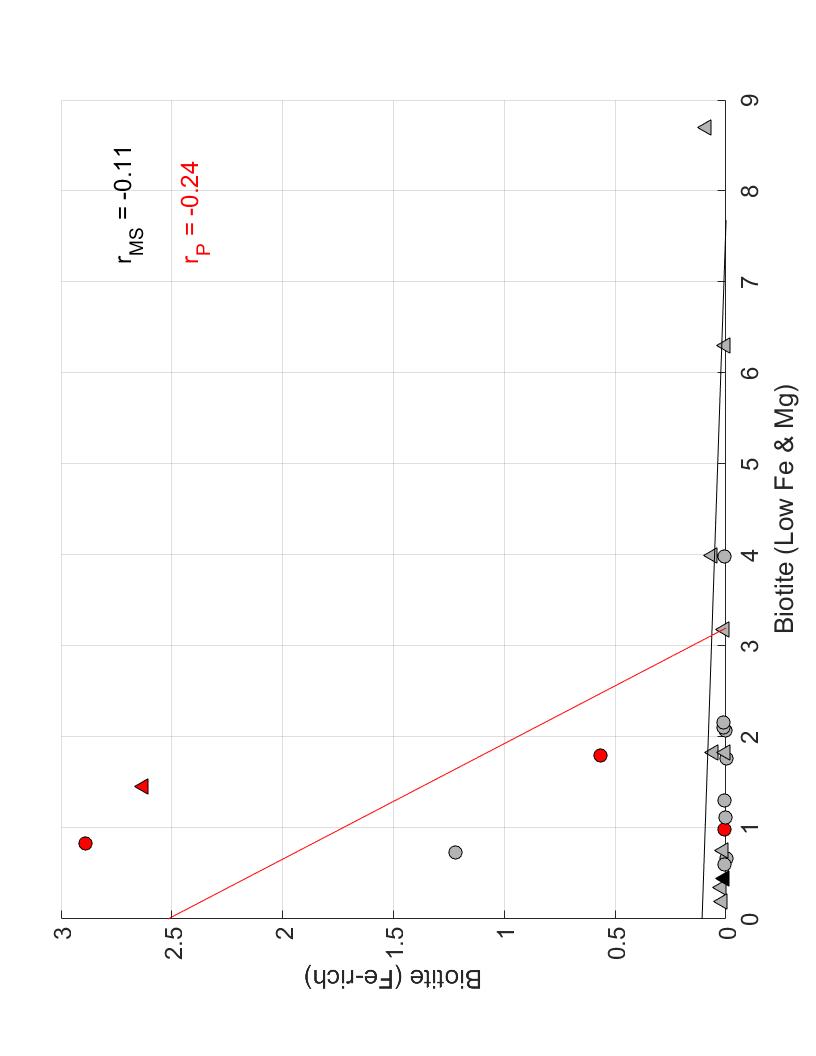 3
2.5
2
1.5
1
0.5
0
Biotite (Fe-rich)
r_MS = -0.11
r_P = -0.24
0 1 2 3 4 5 6 7 8 9
Biotite (Low Fe & Mg)